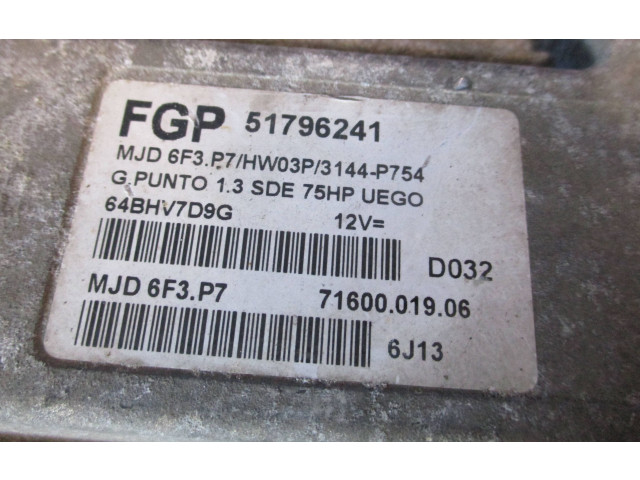 FGP 51796241
MJD 6F3.P7/HW03P/3144-P754
G.PUNTO 1.3 SDE 75HP UEGO
64BHV7D9G 12V=
D032
MJD 6F3.P7 71600.019.06
6J13